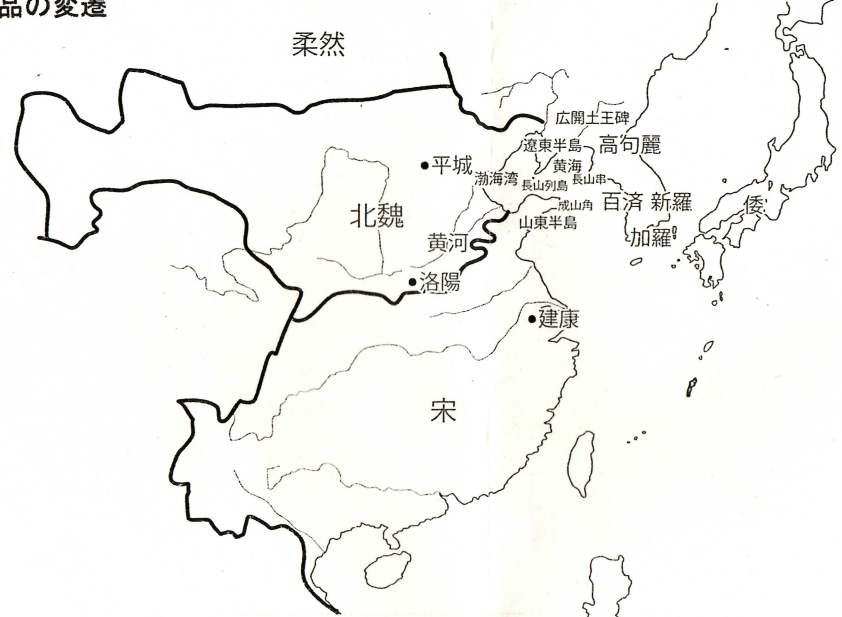 品の変遷
柔然
広開土王碑
遼東半島 高句麗
平城
黄海
渤海湾 長山列島 長山串
北魏
成山角 百済 新羅 倭
山東半島
黄河
加羅
洛陽
建康
宋